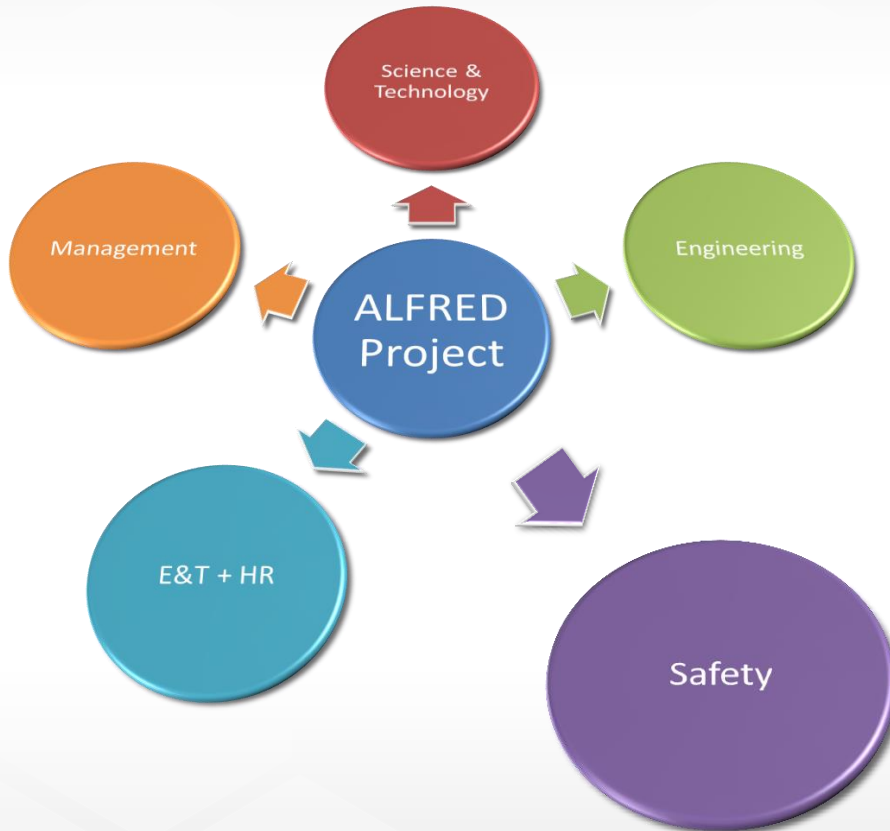 Science &
Technology
Management
Engineering
ALFRED
Project
E&T + HR
Safety